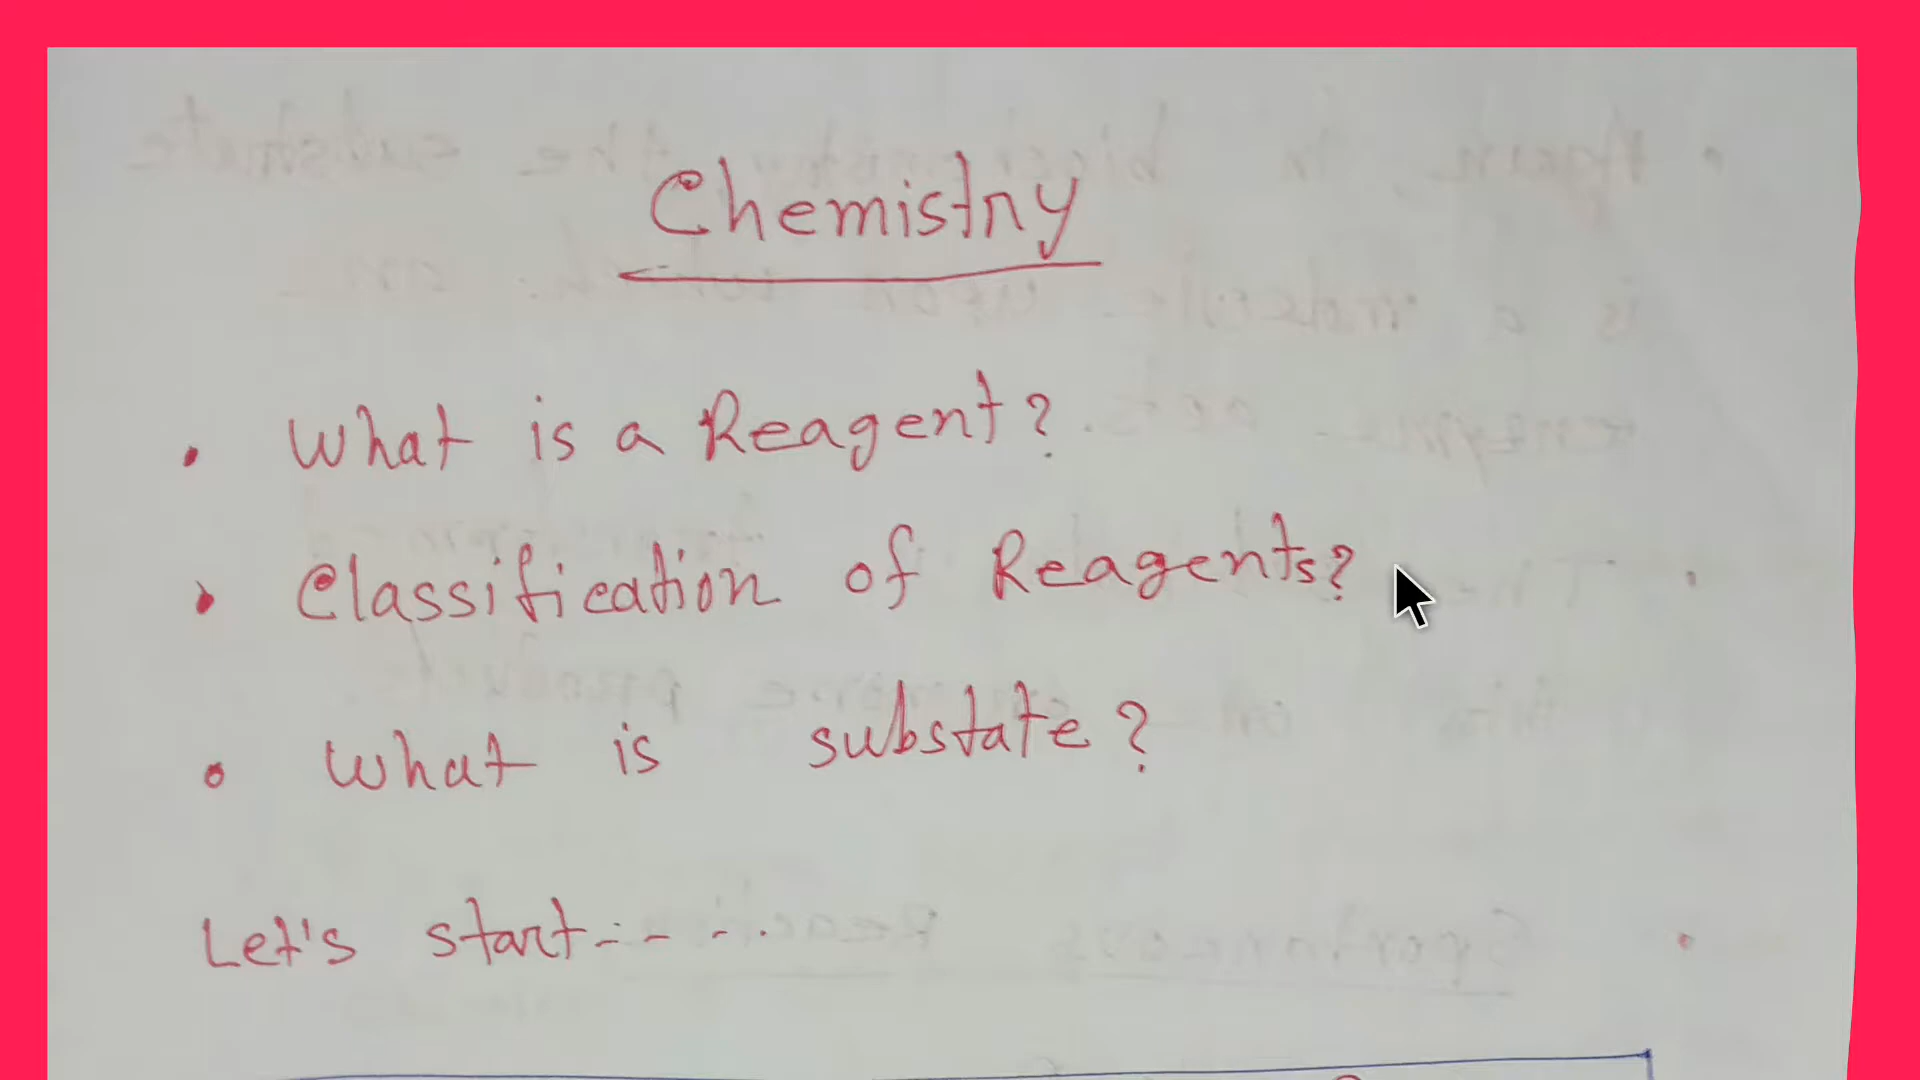 Chemistry
• What is a Reagent?
• Classification of Reagents?
• What is substate?
Let's start- - - -.